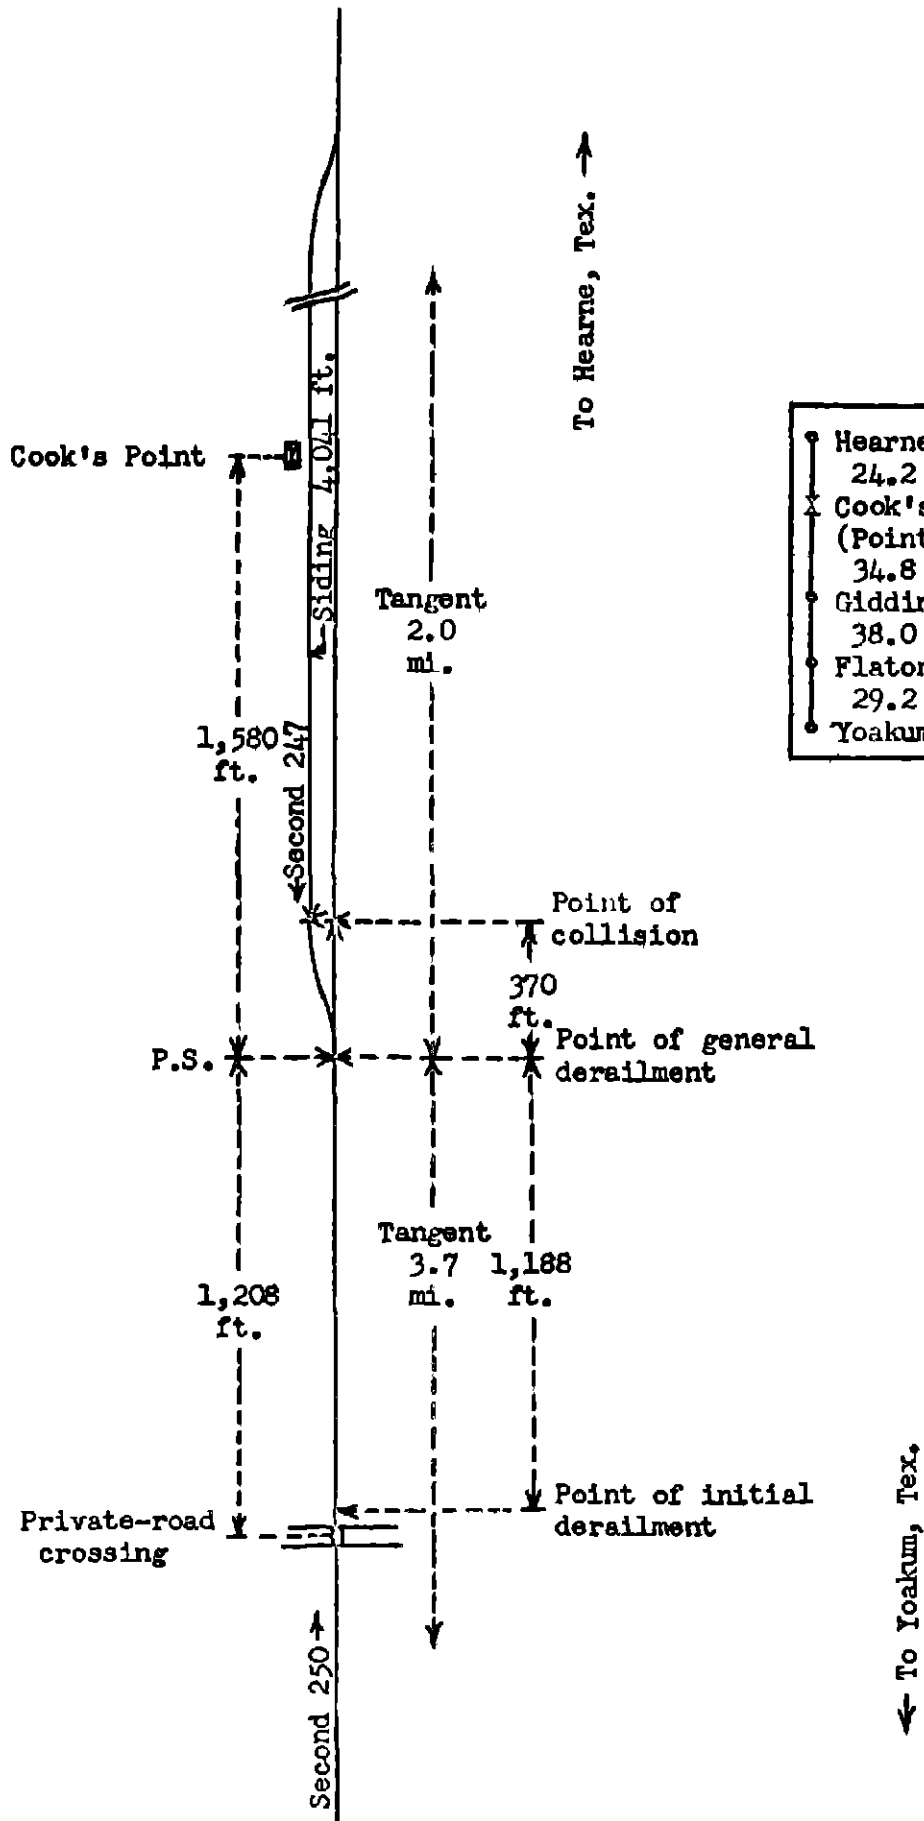 To Hearne, Tex. →
Siding 4,041 ft.
Cook's Point
Hearne
24.2
Cook's
(Point
34.8
Giddin
38.0
Flaton
29.2
Yoakum
Tangent
2.0
mi.
1,580
ft.
←Second 247
Point of
collision
370
ft.
P.S.
Point of general
derailment
Tangent
3.7
mi.
1,188
ft.
1,208
ft.
Point of initial
derailment
Private-road
crossing
Second 250→
← To Yoakum, Tex.